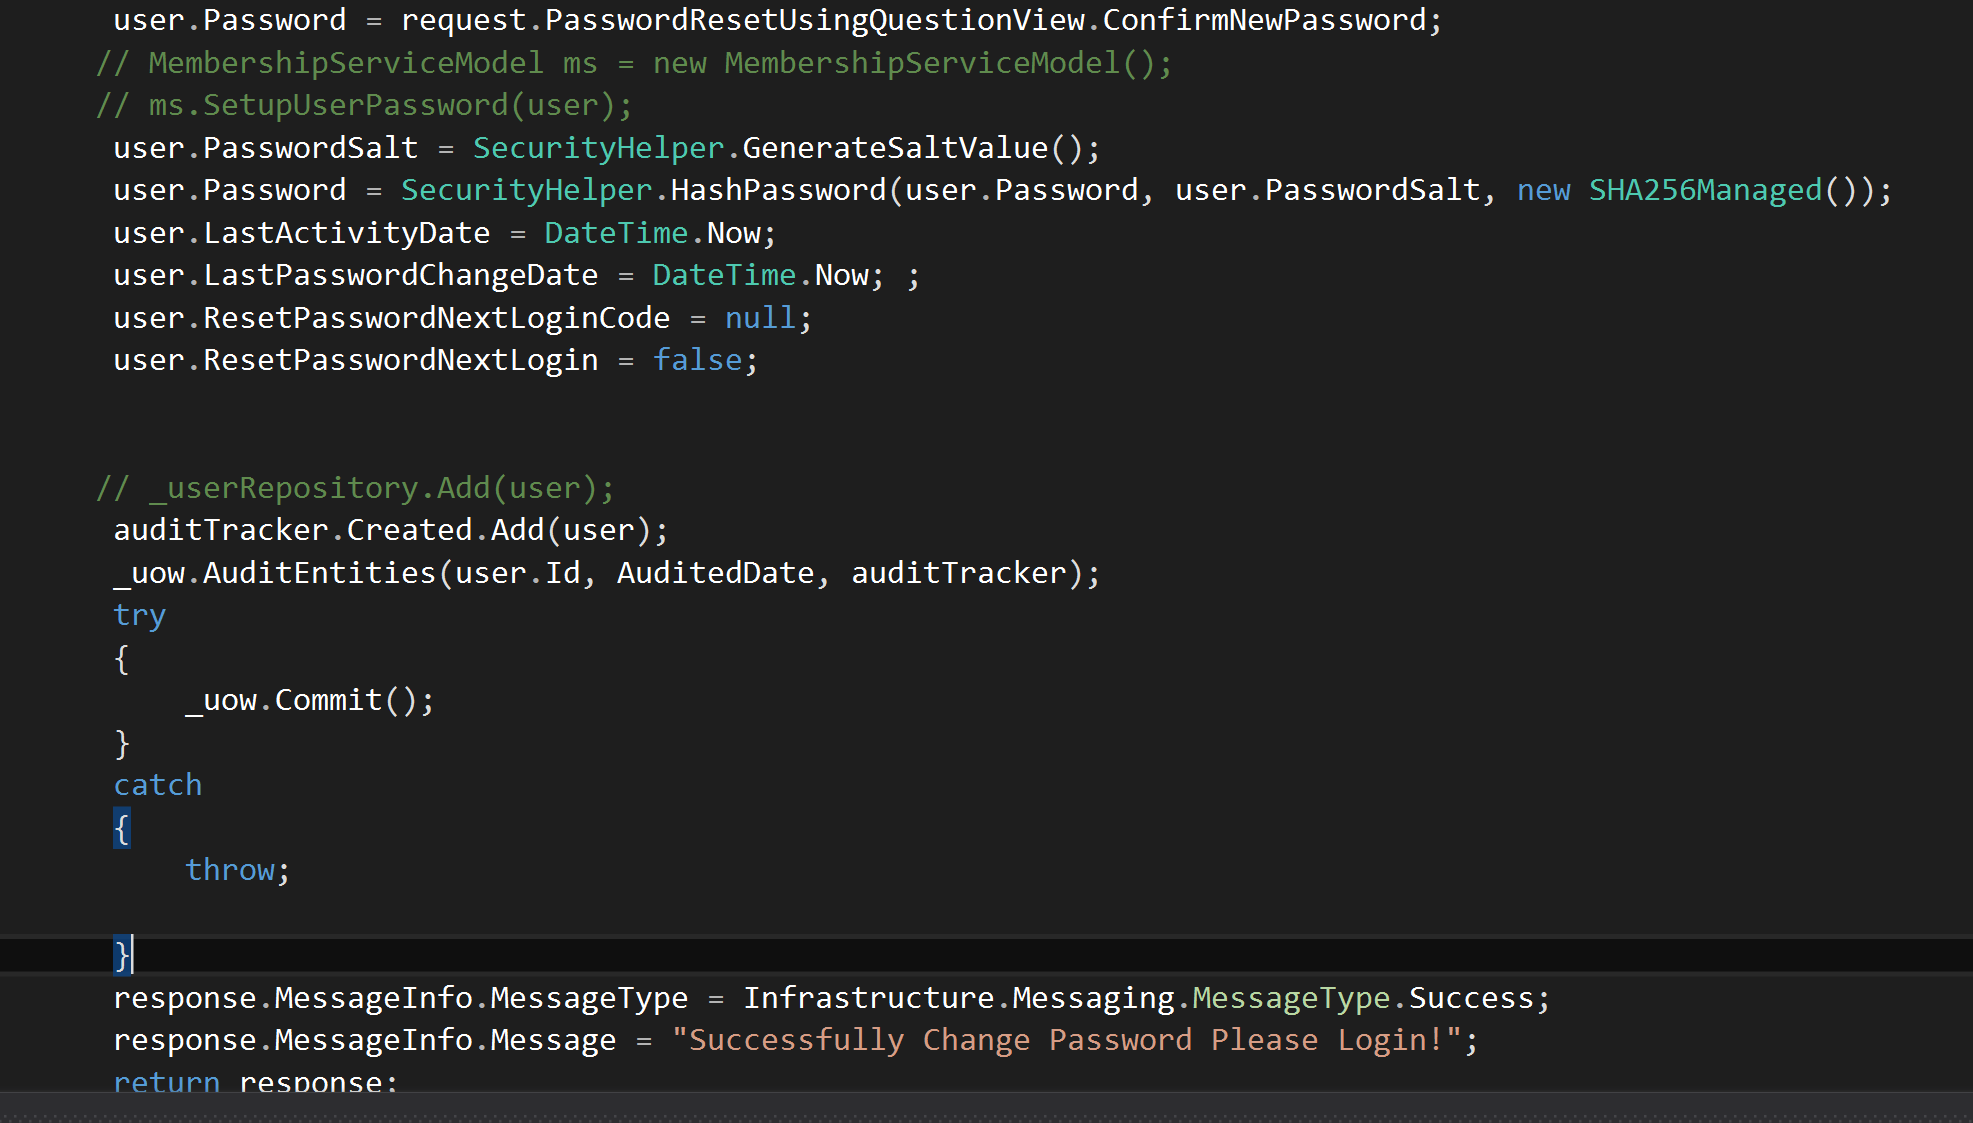 user.Password = request.PasswordResetUsingQuestionView.ConfirmNewPassword;
// MembershipServiceModel ms = new MembershipServiceModel();
// ms.SetupUserPassword(user);
user.PasswordSalt = SecurityHelper.GenerateSaltValue();
user.Password = SecurityHelper.HashPassword(user.Password, user.PasswordSalt, new SHA256Managed());
user.LastActivityDate = DateTime.Now;
user.LastPasswordChangeDate = DateTime.Now; ;
user.ResetPasswordNextLoginCode = null;
user.ResetPasswordNextLogin = false;
// _userRepository.Add(user);
auditTracker.Created.Add(user);
_uow.AuditEntities(user.Id, AuditedDate, auditTracker);
try
{
_uow.Commit();
}
catch
{
throw;
}
response.MessageInfo.MessageType = Infrastructure.Messaging.MessageType.Success;
response.MessageInfo.Message = "Successfully Change Password Please Login!";
return response;